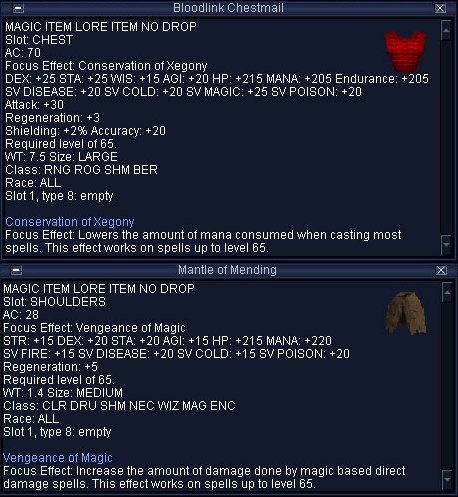 Bloodlink Chestmail
MAGIC ITEM LORE ITEM NO DROP
Slot: CHEST
AC: 70
Focus Effect: Conservation of Xegony
DEX: +25 STA: +25 WIS: +15 AGI: +20 HP: +215 MANA: +205 Endurance: +205
SV DISEASE: +20 SV COLD: +20 SV MAGIC: +25 SV POISON: +20
Attack: +30
Regeneration: +3
Shielding: +2% Accuracy: +20
Required level of 65.
WT: 7.5 Size: LARGE
Class: RNG ROG SHM BER
Race: ALL
Slot 1, type 8: empty
Conservation of Xegony
Focus Effect: Lowers the amount of mana consumed when casting most
spells. This effect works on spells up to level 65.
Mantle of Mending
MAGIC ITEM LORE ITEM NO DROP
Slot: SHOULDERS
AC: 28
Focus Effect: Vengeance of Magic
STR: +15 DEX: +20 STA: +20 AGI: +15 HP: +215 MANA: +220
SV FIRE: +15 SV DISEASE: +20 SV COLD: +15 SV POISON: +20
Regeneration: +5
Required level of 65.
WT: 1.4 Size: MEDIUM
Class: CLR DRU SHM NEC WIZ MAG ENC
Race: ALL
Slot 1, type 8: empty
Vengeance of Magic
Focus Effect: Increase the amount of damage done by magic based direct
damage spells. This effect works on spells up to level 65.